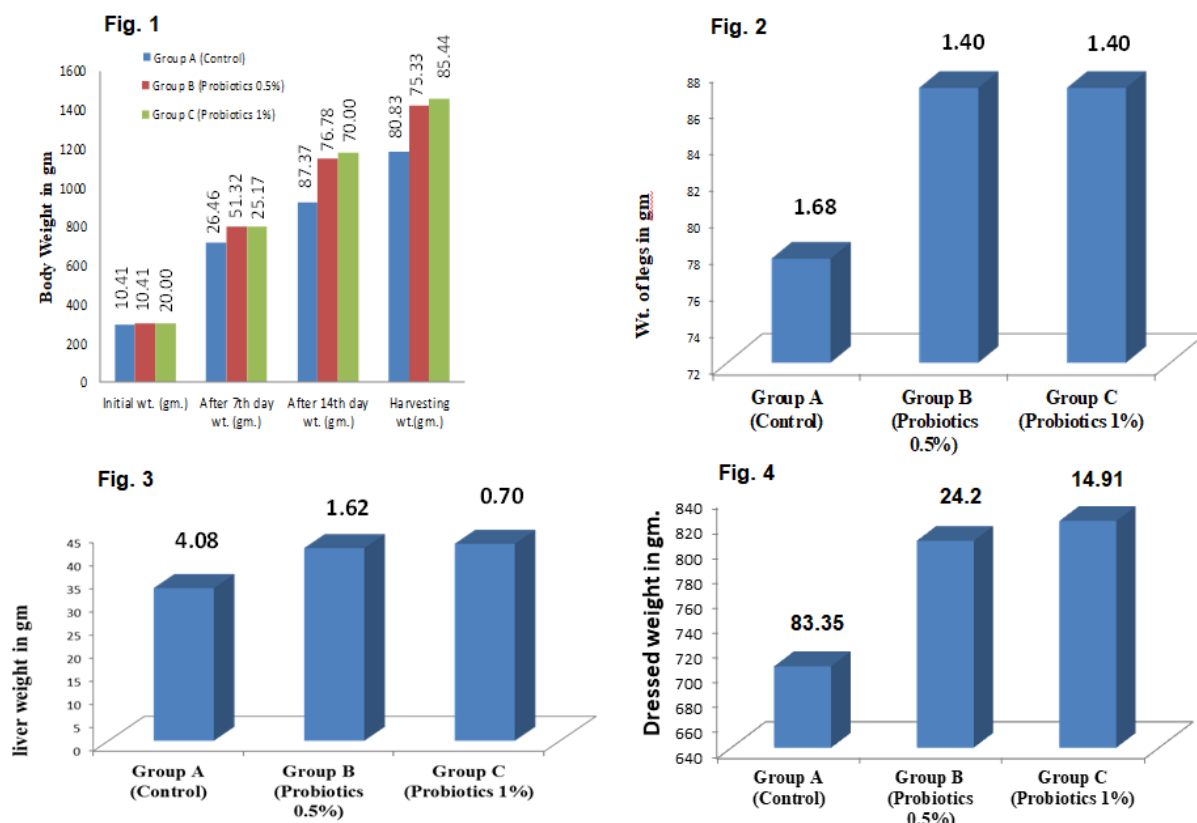 Fig. 1
Group A (Control)
Group B (Probiotics 0.5%)
Group C (Probiotics 1%)
Body Weight in gm
1600
1400
1200
1000
800
600
400
200
0
10.41
10.41
20.00
26.46
51.32
25.17
87.37
76.78
70.00
80.83
75.33
85.44
Initial wt. (gm.)
After 7th day
wt. (gm.)
After 14th day
wt. (gm.)
Harvesting
wt.(gm.)
Fig. 2
1.68
1.40
1.40
Wt. of legs in gm
88
86
84
82
80
78
76
74
72
Group A
(Control)
Group B
(Probiotics
0.5%)
Group C
(Probiotics 1%)
Fig. 3
4.08
1.62
0.70
liver weight in gm
45
40
35
30
25
20
15
10
5
0
Group A
(Control)
Group B
(Probiotics
0.5%)
Group C
(Probiotics 1%)
Fig. 4
83.35
24.2
14.91
Dressed weight in gm.
840
820
800
780
760
740
720
700
680
660
640
Group A
(Control)
Group B
(Probiotics
0.5%)
Group C
(Probiotics 1%)